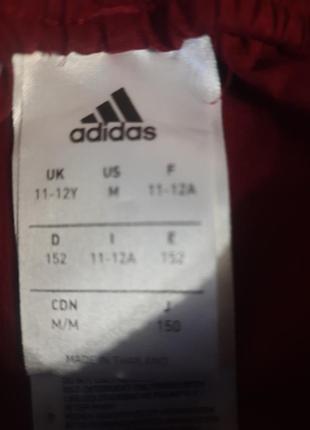 adidas
UK US F
11-12Y M 11-12A
D I E
152 11-12A 152
CDN J
M/M 150
MADE IN THAILAND